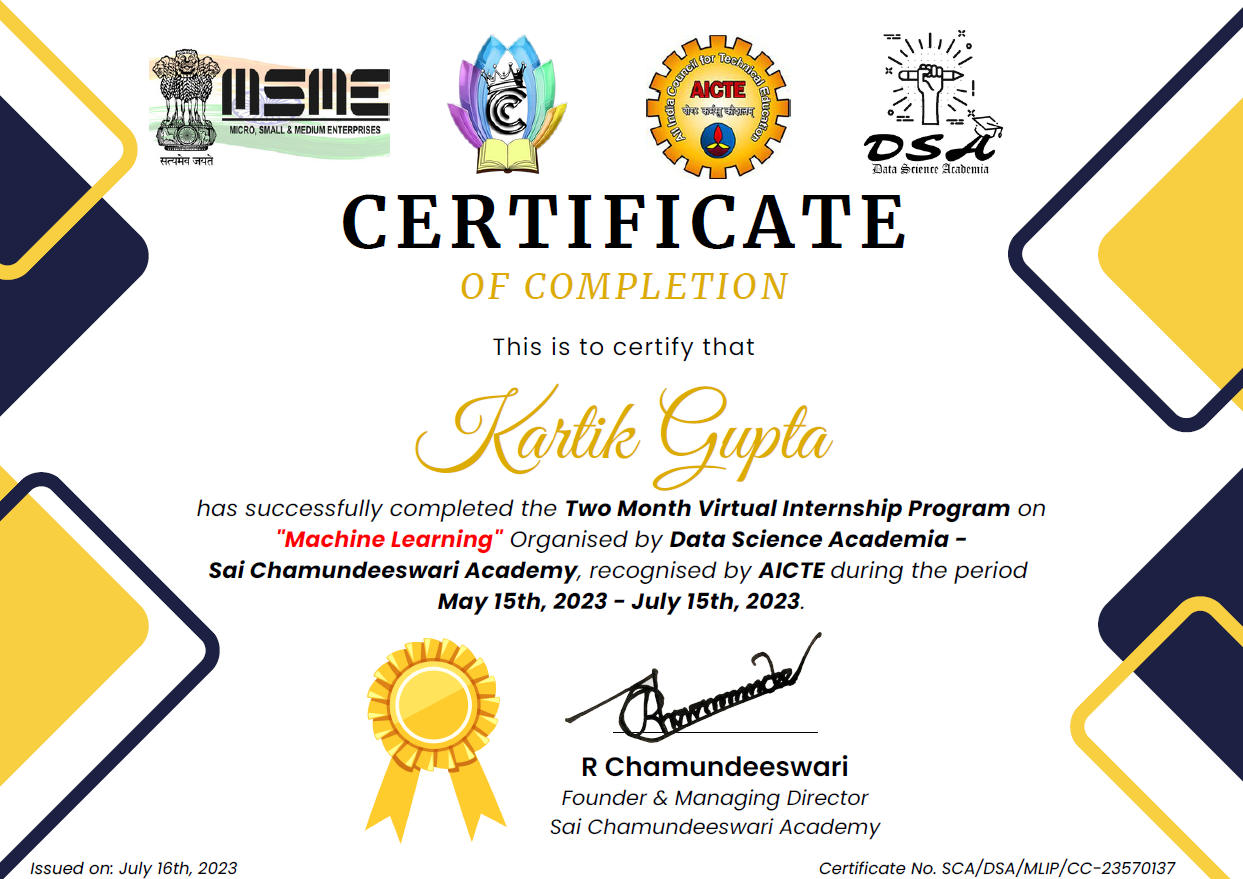 MSME
MICRO, SMALL & MEDIUM ENTERPRISES
सत्यमेव जयते
All India Council for Technical Education
AICTE
योगः कर्मसु कौशलम्
DSA
Data Science Academia
CERTIFICATE
OF COMPLETION
This is to certify that
Kartik Gupta
has successfully completed the Two Month Virtual Internship Program on
"Machine Learning" Organised by Data Science Academia -
Sai Chamundeeswari Academy, recognised by AICTE during the period
May 15th, 2023 - July 15th, 2023.
R Chamundeeswari
Founder & Managing Director
Sai Chamundeeswari Academy
Issued on: July 16th, 2023
Certificate No. SCA/DSA/MLIP/CC-23570137